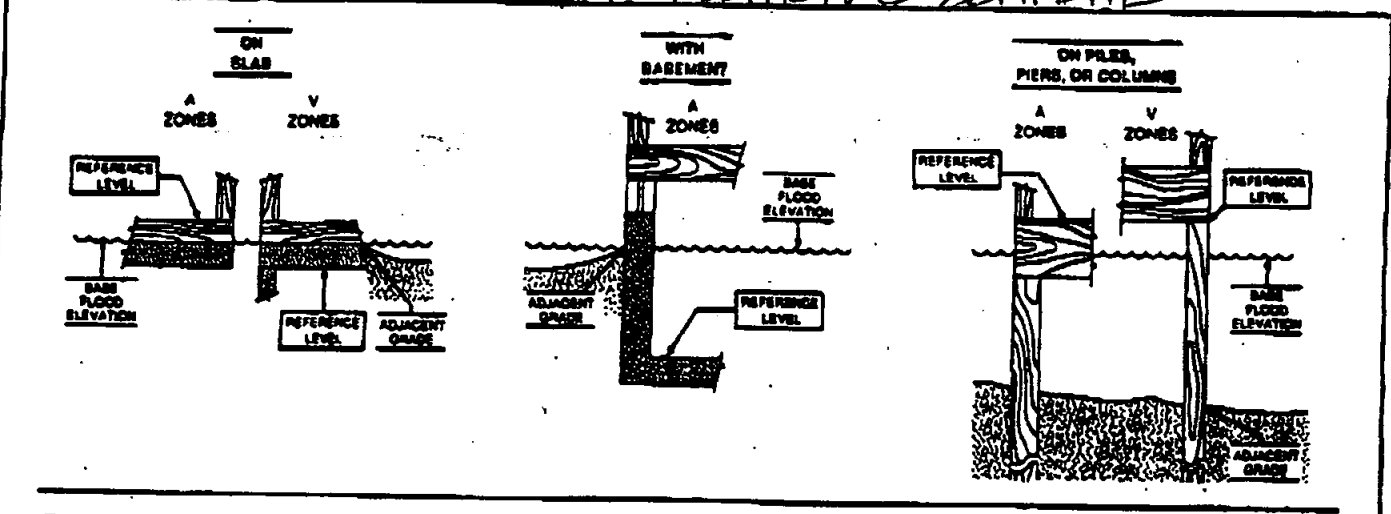 ON
SLAB
A
ZONES
V
ZONES
REFERENCE
LEVEL
BASE
FLOOD
ELEVATION
REFERENCE
LEVEL
ADJACENT
GRADE
WITH
BASEMENT
A
ZONES
BASE
FLOOD
ELEVATION
ADJACENT
GRADE
REFERENCE
LEVEL
ON PILES,
PIERS, OR COLUMNS
A
ZONES
V
ZONES
REFERENCE
LEVEL
REFERENCE
LEVEL
BASE
FLOOD
ELEVATION
ADJACENT
GRADE